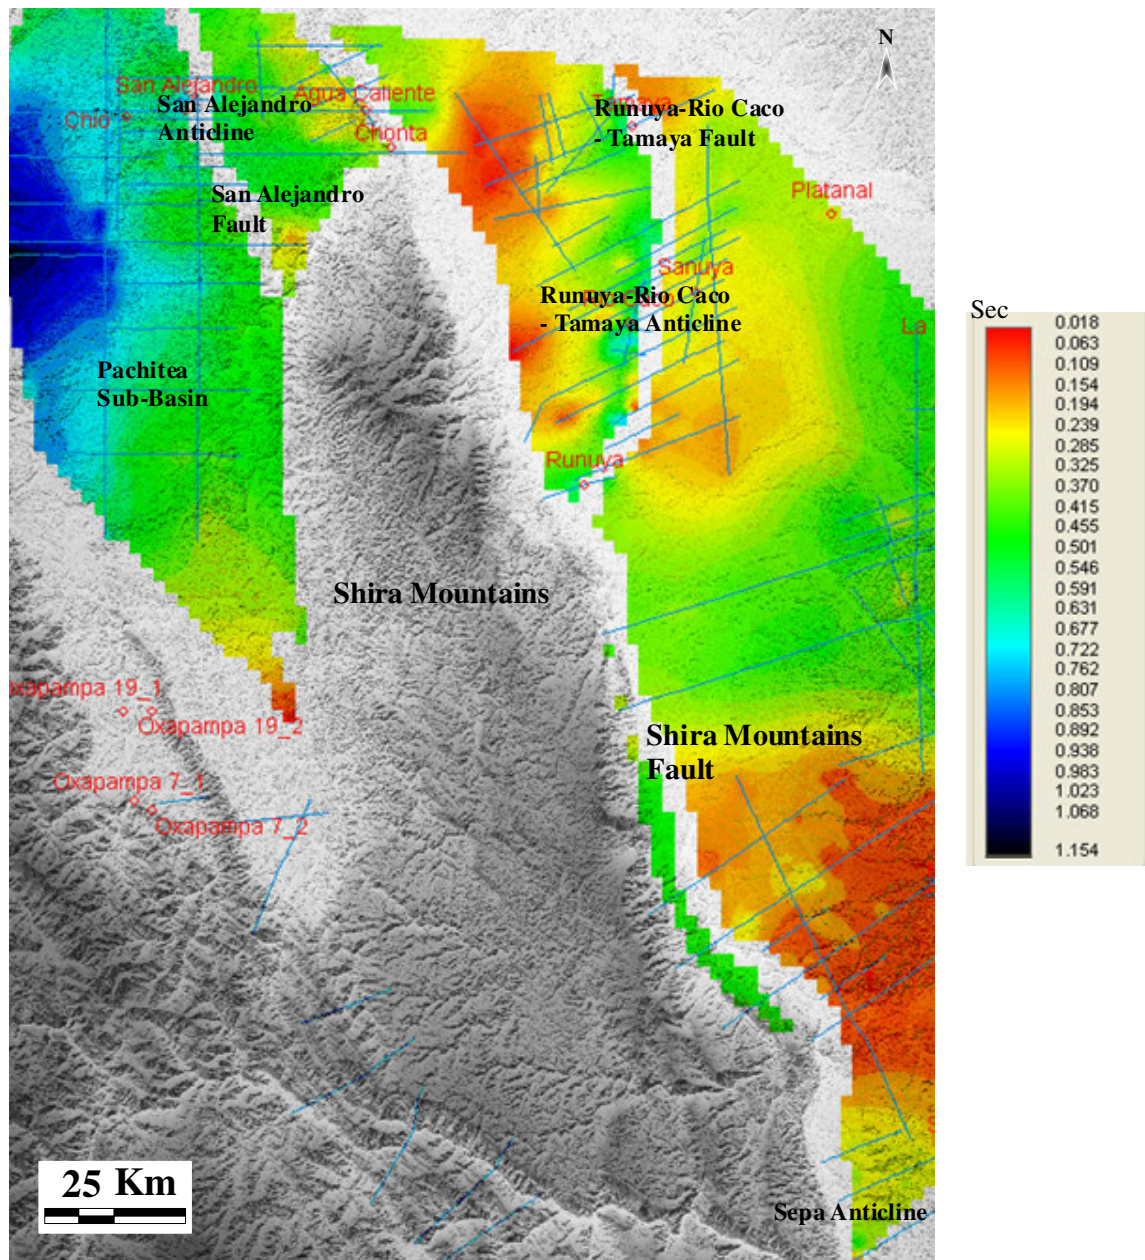 N
San Alejandro
San Alejandro
Anticline
Agua Caliente
Chio
Chonta
Tamaya
Runuya-Rio Caco
- Tamaya Fault
San Alejandro
Fault
Platanal
Sanuya
Runuya-Rio Caco
- Tamaya Anticline
La
Pachitea
Sub-Basin
Runuya
Shira Mountains
Oxapampa 19_1
Oxapampa 19_2
Shira Mountains
Fault
Oxapampa 7_1
Oxapampa 7_2
25 Km
Sepa Anticline
Sec
0.018
0.063
0.109
0.154
0.194
0.239
0.285
0.325
0.370
0.415
0.455
0.501
0.546
0.591
0.631
0.677
0.722
0.762
0.807
0.853
0.892
0.938
0.983
1.023
1.068
1.154